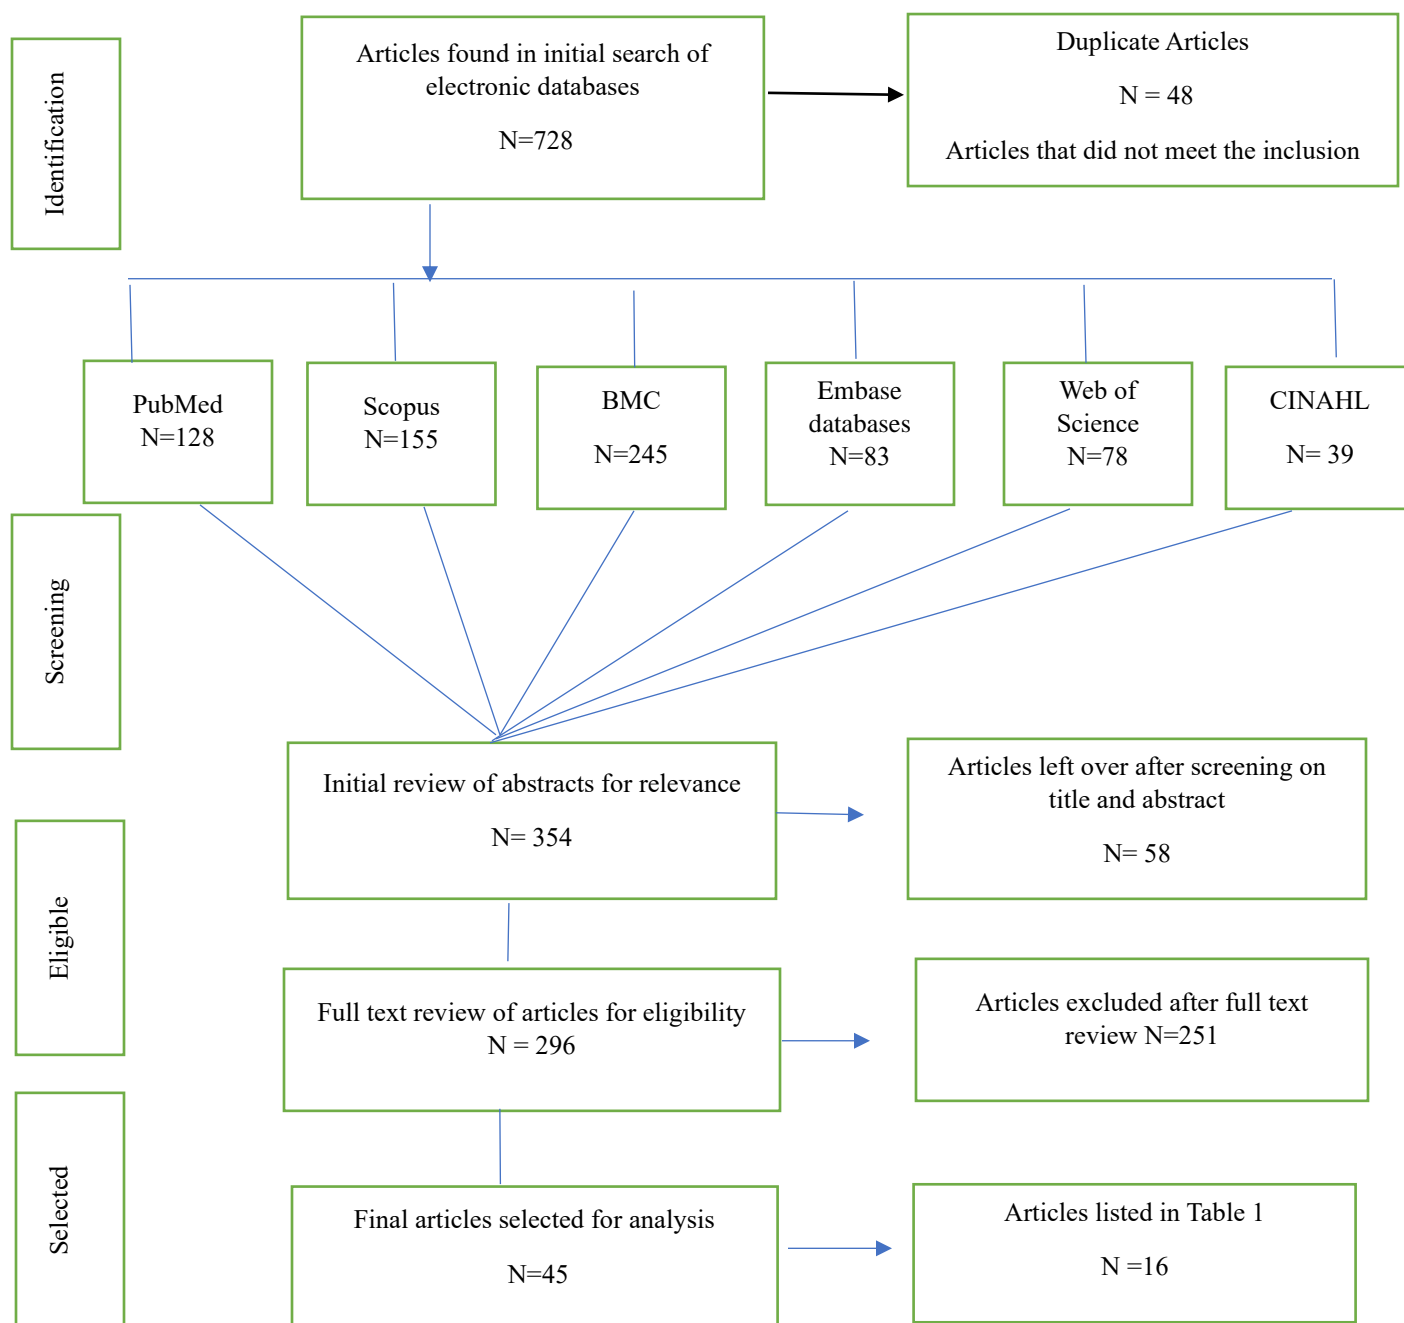 Identification
Articles found in initial search of
electronic databases
N=728
Duplicate Articles
N = 48
Articles that did not meet the inclusion
PubMed
N=128
Scopus
N=155
BMC
N=245
Embase
databases
N=83
Web of
Science
N=78
CINAHL
N= 39
Screening
Initial review of abstracts for relevance
N= 354
Articles left over after screening on
title and abstract
N= 58
Eligible
Full text review of articles for eligibility
N = 296
Articles excluded after full text
review N=251
Selected
Final articles selected for analysis
N=45
Articles listed in Table 1
N =16